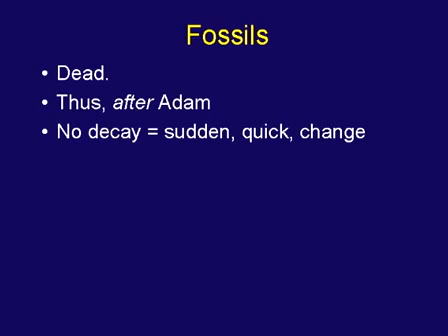 Fossils
• Dead.
• Thus, after Adam
• No decay = sudden, quick, change